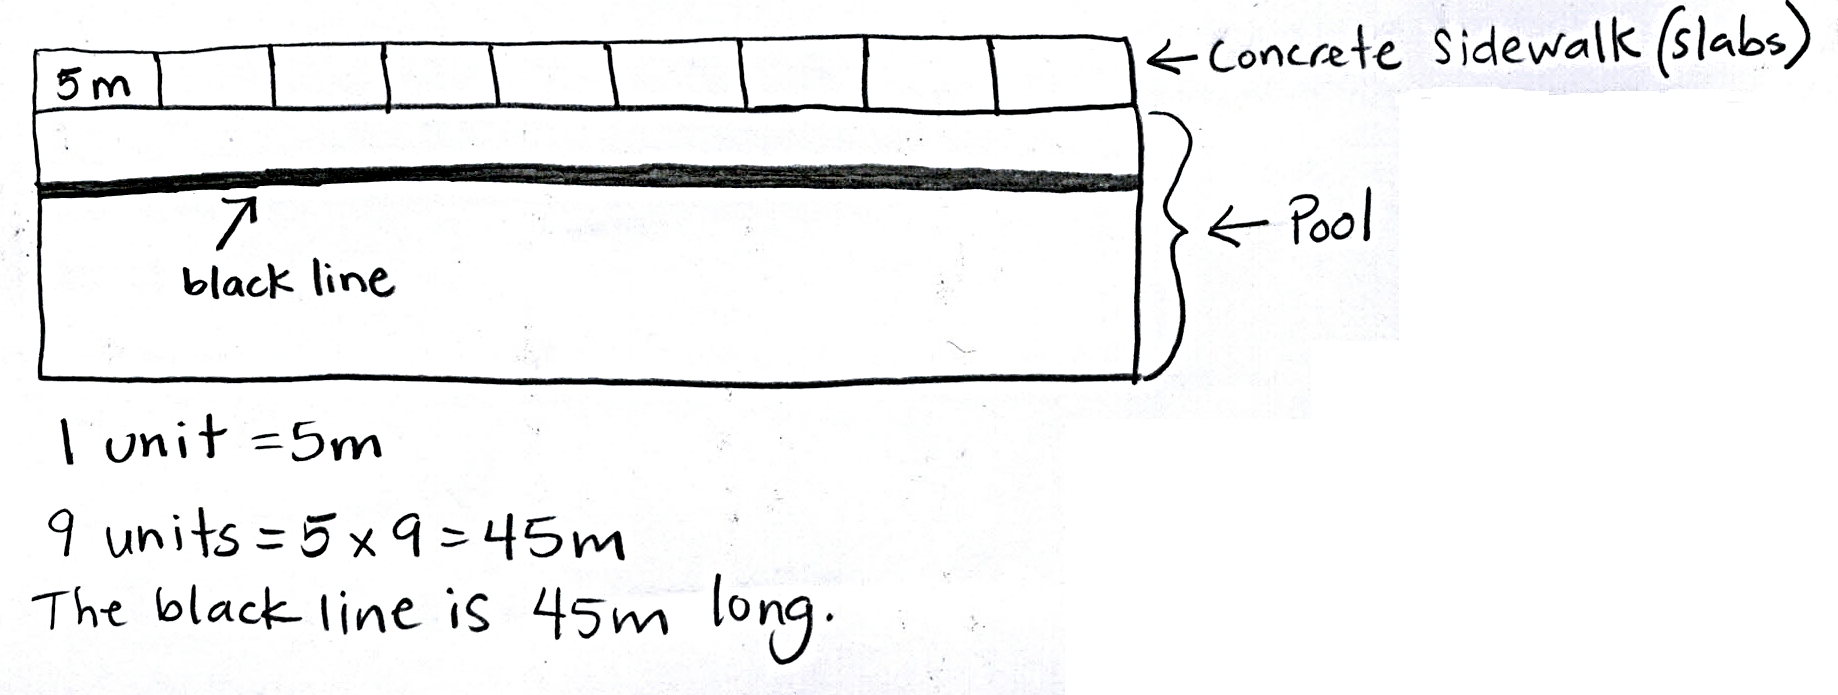 5m
← Concrete Sidewalk (slabs)
← Pool
black line
1 unit = 5m
9 units = 5 x 9 = 45m
The black line is 45m long.